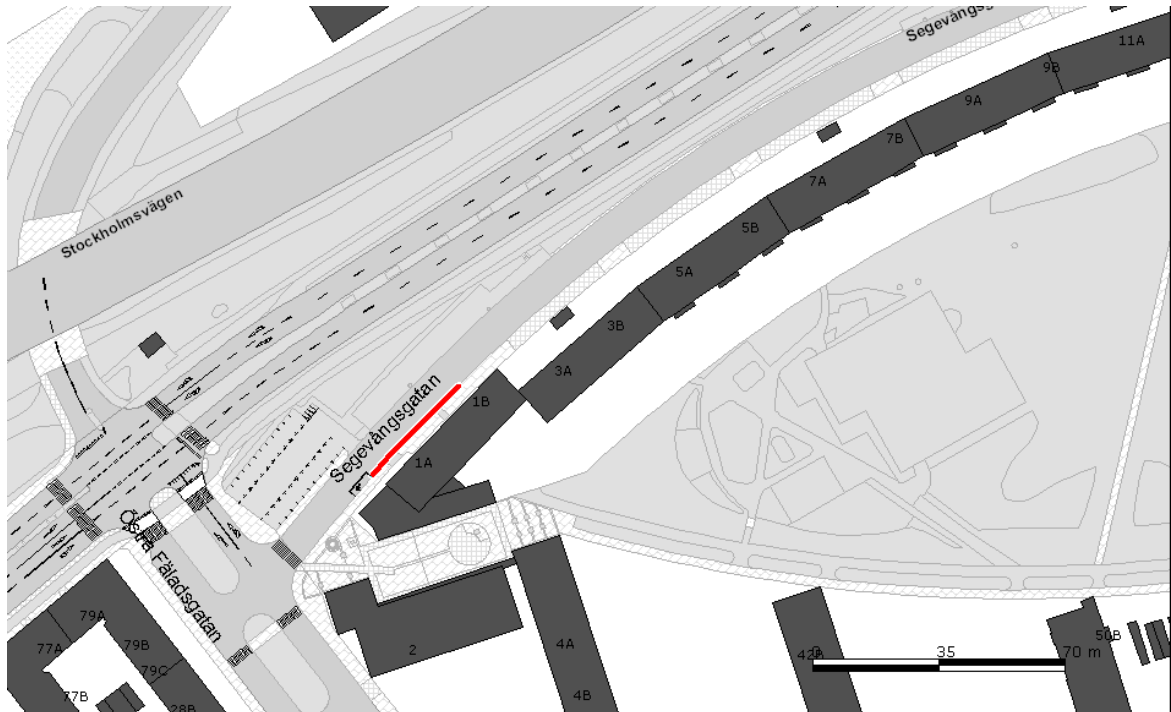 Segevångsg
11A
9B
9A
7B
7A
Stockholmsvägen
5B
5A
3B
3A
Segevångsgatan
1B
1A
Östra Fäladsgatan
79A
77A
79B
79C
77B
28B
2
4A
4B
42B
50B
0 35 70 m